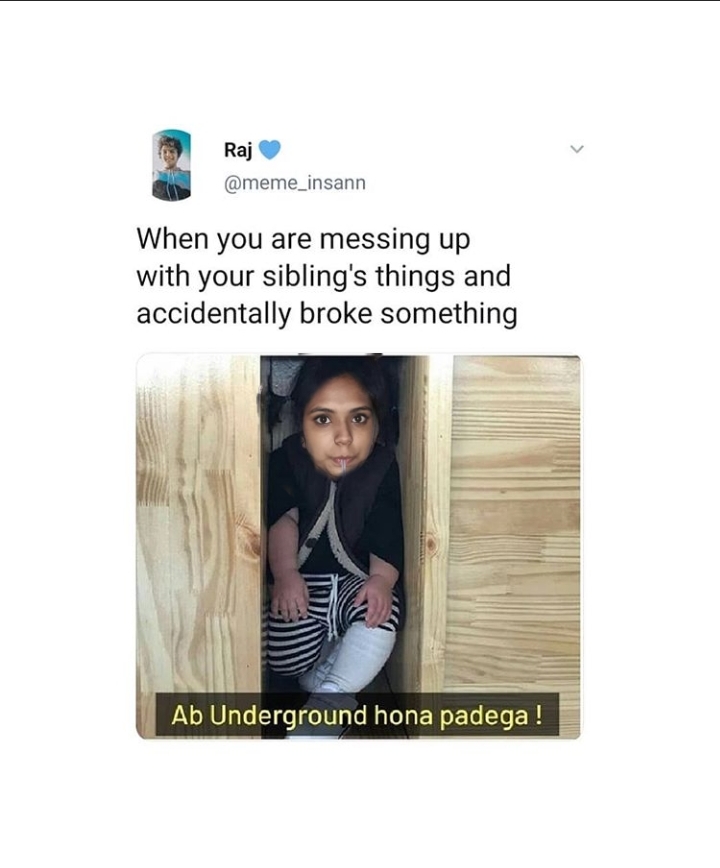 Raj 💙
@meme_insann
When you are messing up
with your sibling's things and
accidentally broke something
Ab Underground hona padega !